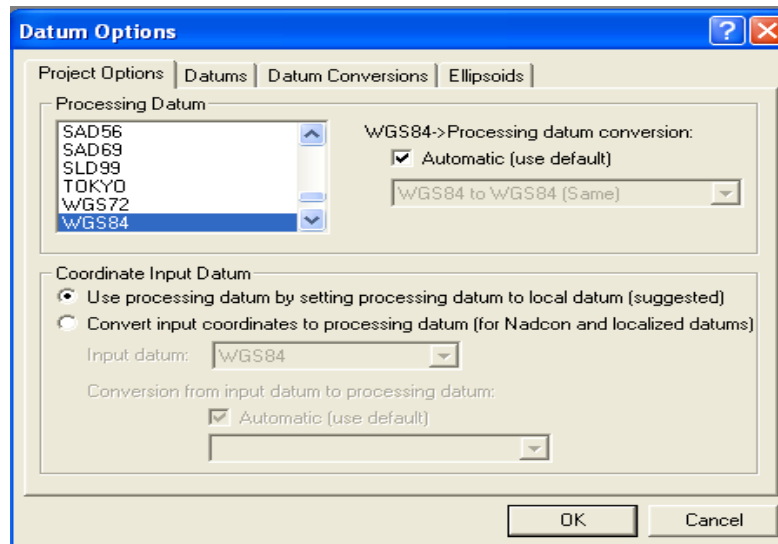 Datum Options
Project Options Datums Datum Conversions Ellipsoids
Processing Datum
SAD56
SAD69
SLD99
TOKYO
WGS72
WGS84
WGS84->Processing datum conversion:
Automatic (use default)
WGS84 to WGS84 (Same)
Coordinate Input Datum
Use processing datum by setting processing datum to local datum (suggested)
Convert input coordinates to processing datum (for Nadcon and localized datums)
Input datum: WGS84
Conversion from input datum to processing datum:
Automatic (use default)
OK Cancel